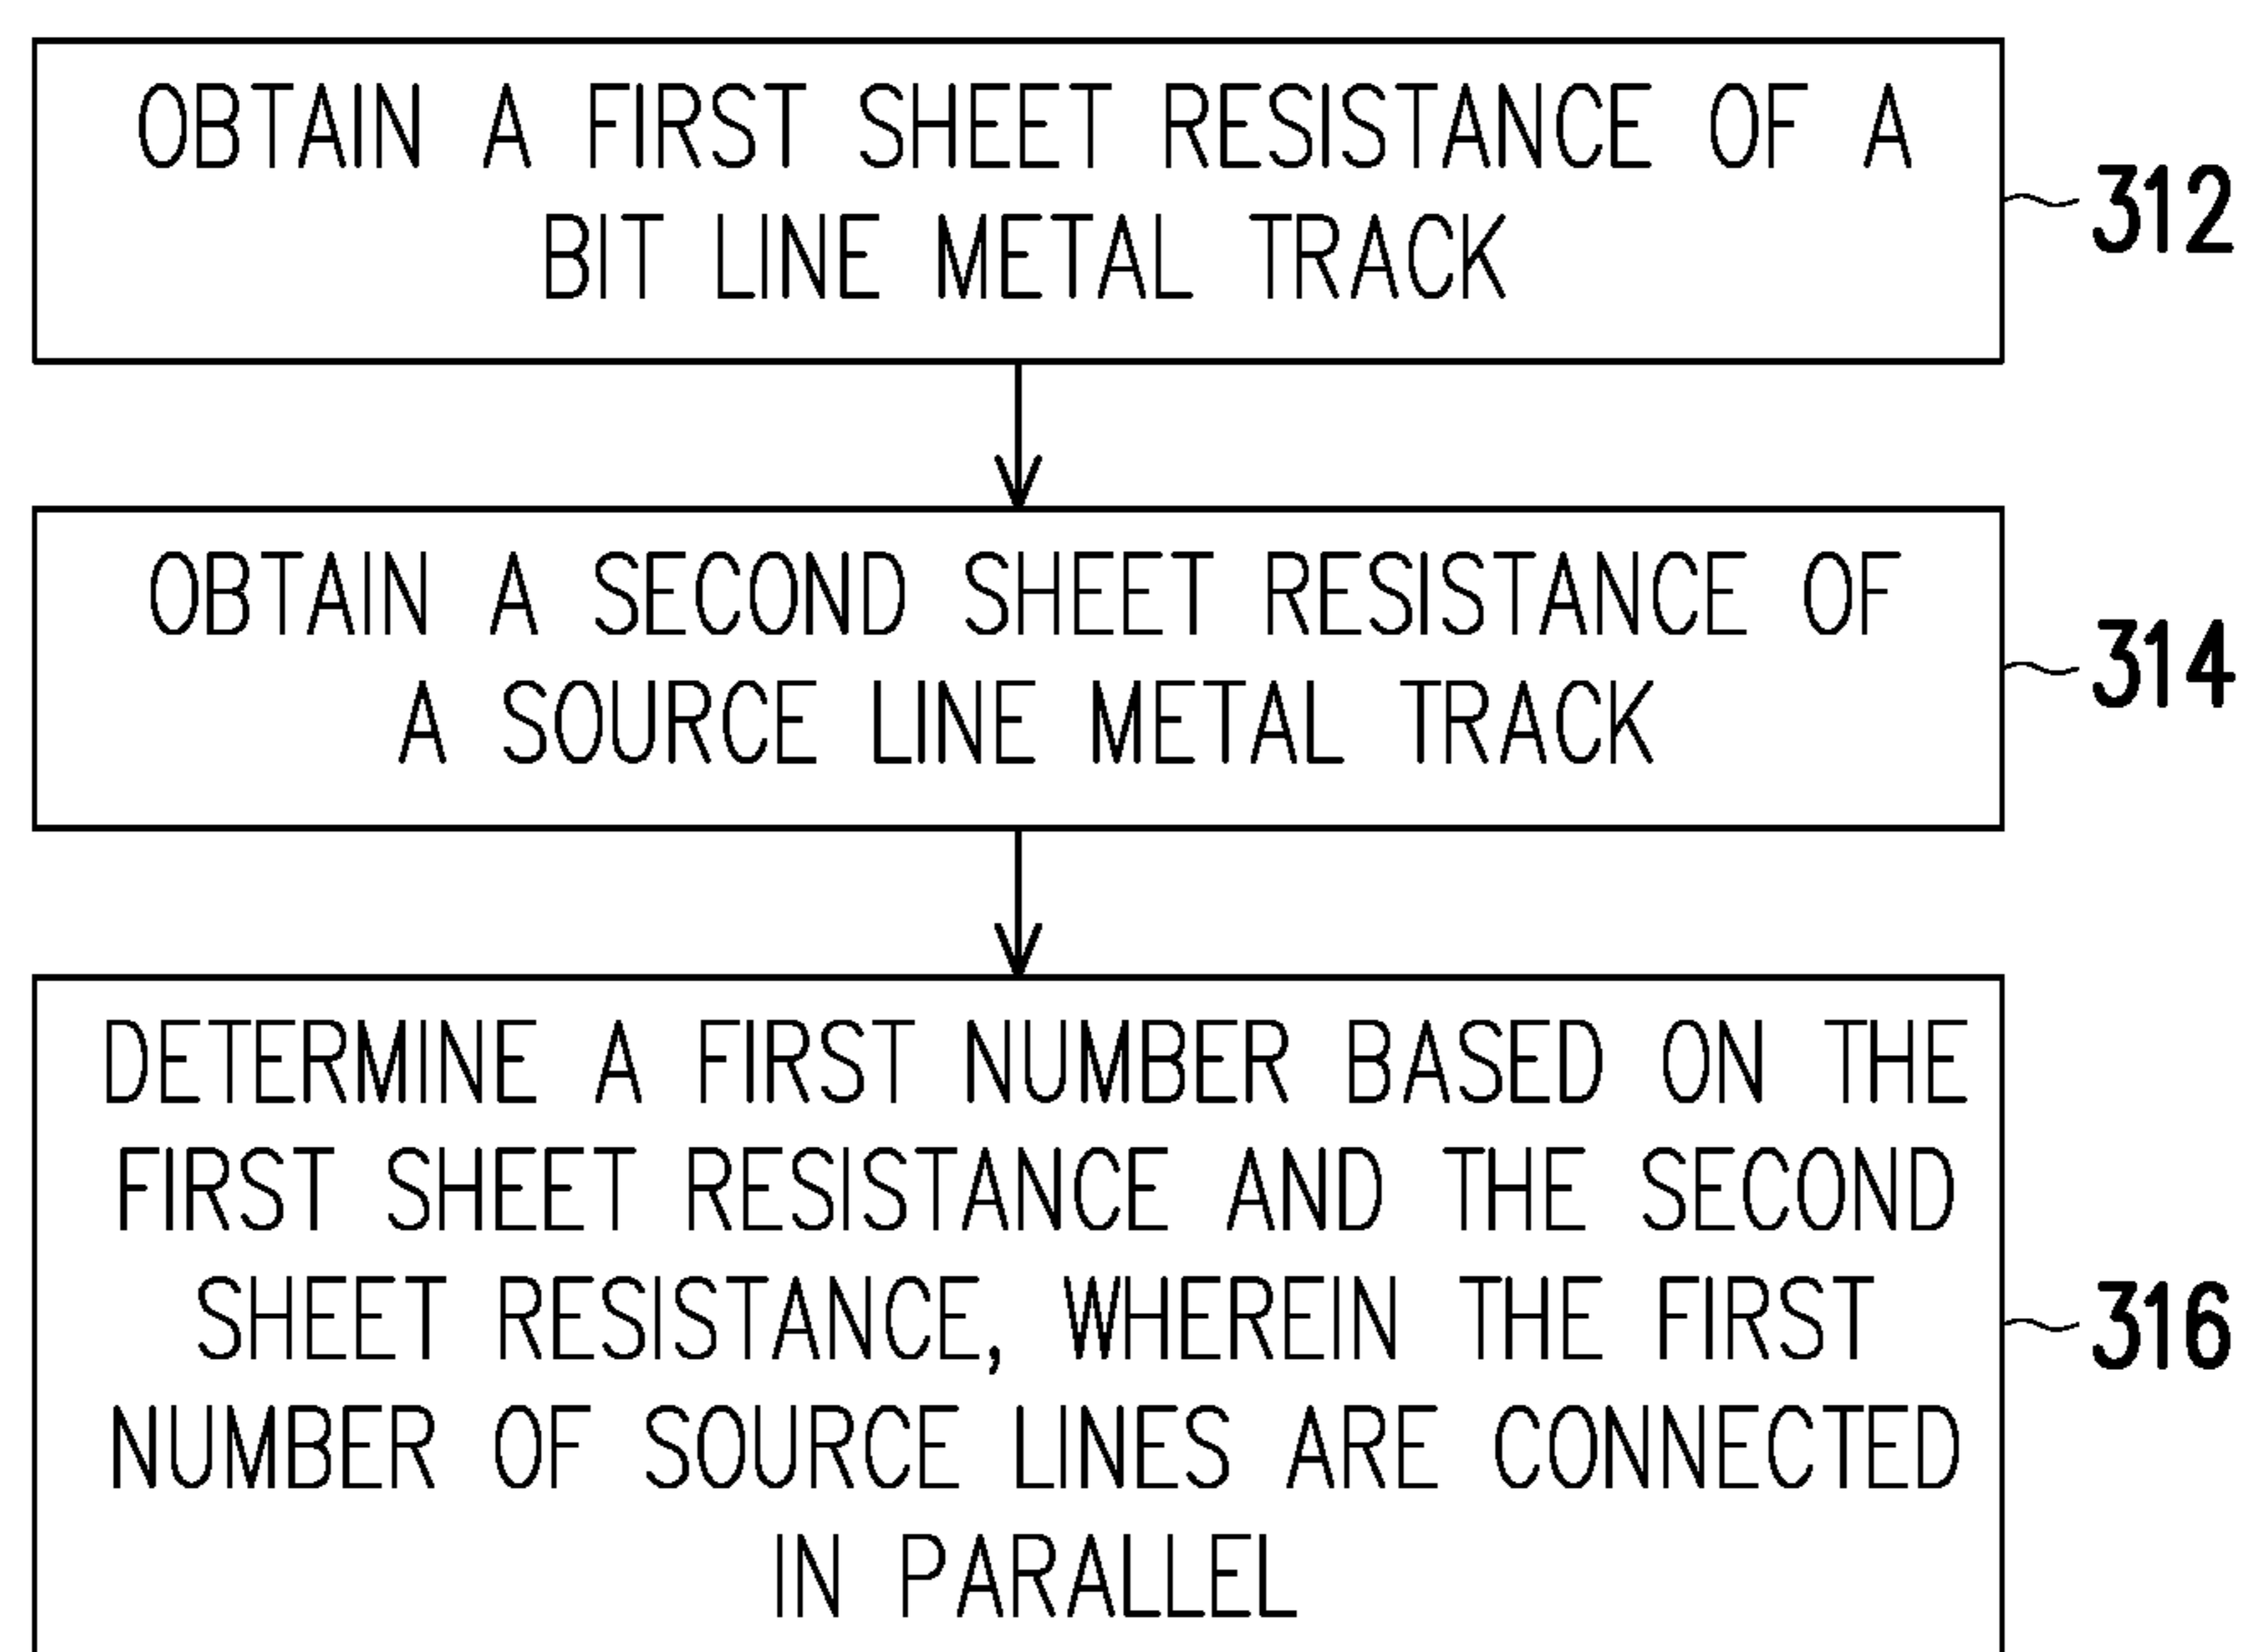 OBTAIN A FIRST SHEET RESISTANCE OF A
BIT LINE METAL TRACK
312
OBTAIN A SECOND SHEET RESISTANCE OF
A SOURCE LINE METAL TRACK
314
DETERMINE A FIRST NUMBER BASED ON THE
FIRST SHEET RESISTANCE AND THE SECOND
SHEET RESISTANCE, WHEREIN THE FIRST
NUMBER OF SOURCE LINES ARE CONNECTED
IN PARALLEL
316